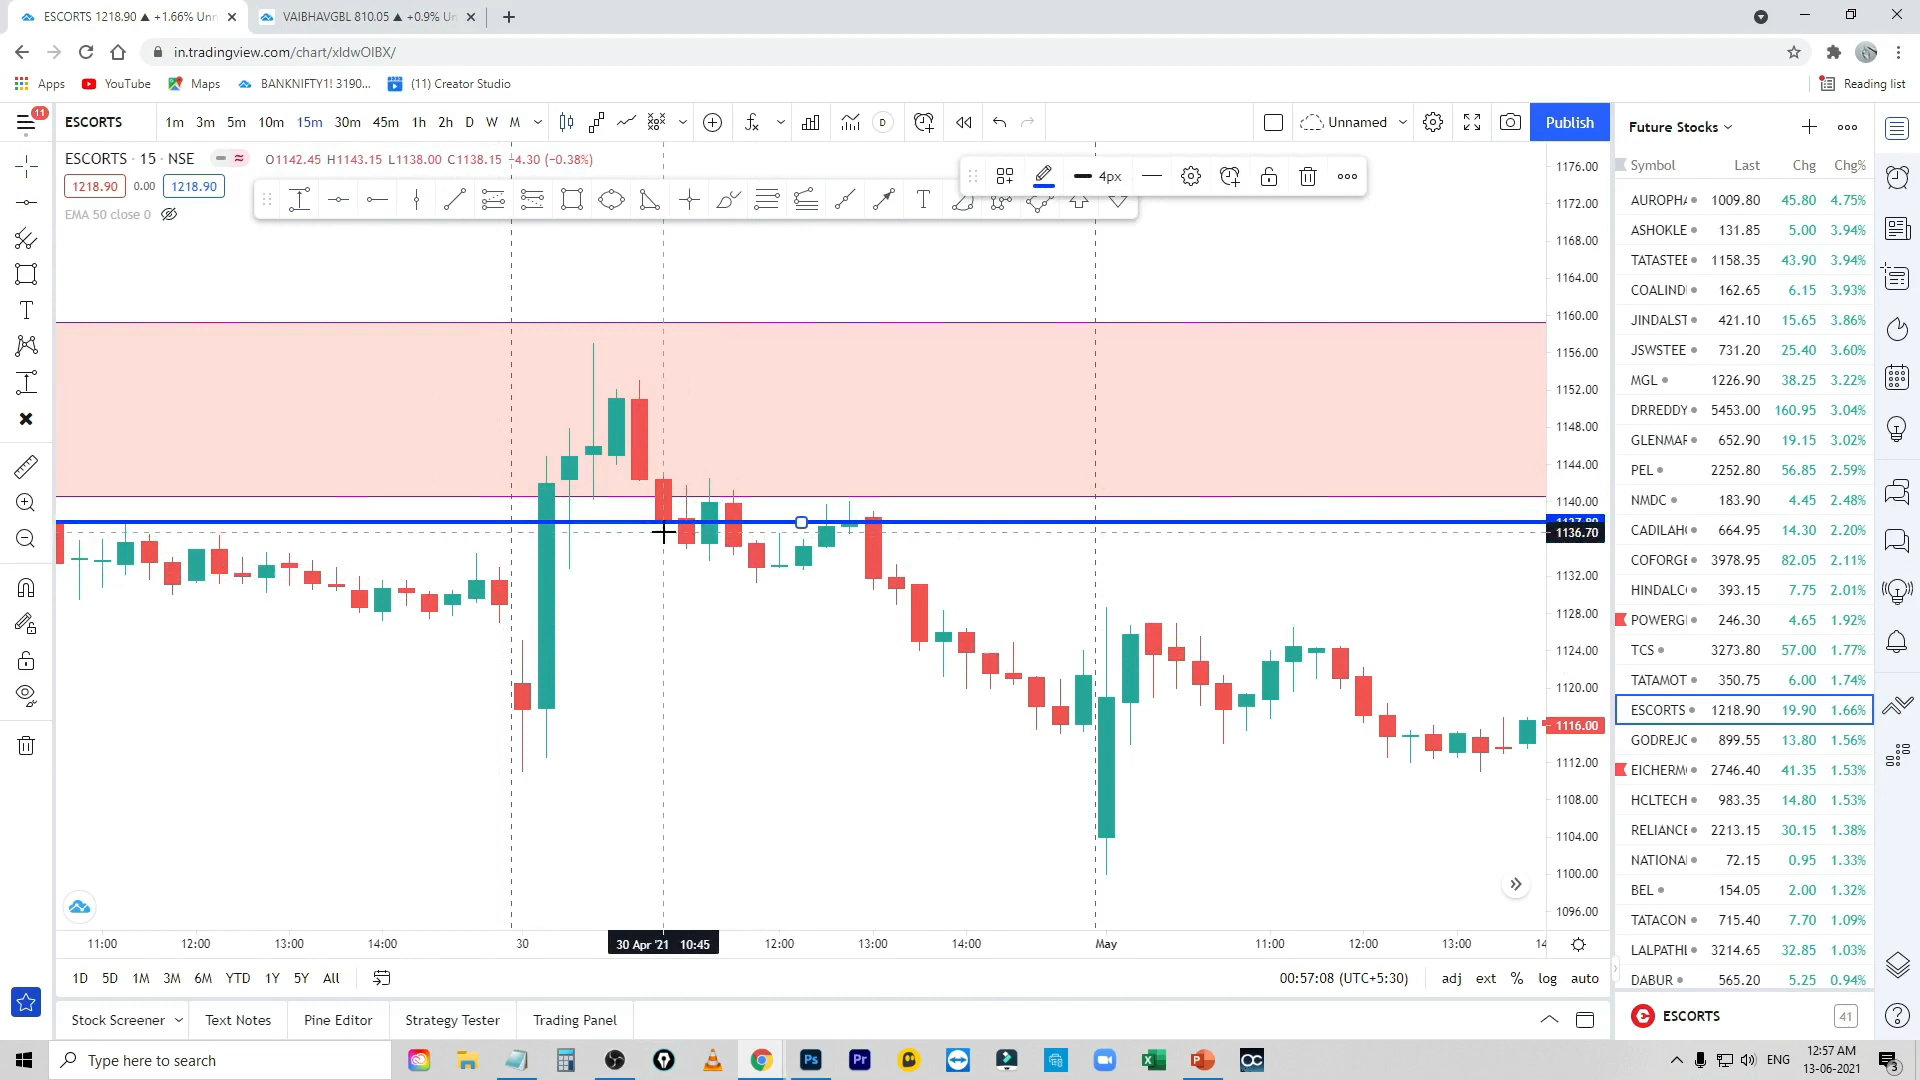 ESCORTS 1218.90 ▲ +1.66% Unn
VAIBHAVGBL 810.05 ▲ +0.9% Un
in.tradingview.com/chart/xIdwOIBX/
Apps YouTube Maps BANKNIFTY1! 3190... (11) Creator Studio Reading list
11 ESCORTS 1m 3m 5m 10m 15m 30m 45m 1h 2h D W M D Unnamed Publish
Future Stocks
ESCORTS · 15 · NSE O1142.45 H1143.15 L1138.00 C1138.15 −4.30 (−0.38%)
1218.90 0.00 1218.90
EMA 50 close 0
4px
T
1176.00
1172.00
1168.00
1164.00
1160.00
1156.00
1152.00
1148.00
1144.00
1140.00
1136.70
1132.00
1128.00
1124.00
1120.00
1116.00
1112.00
1108.00
1104.00
1100.00
1096.00
11:00 12:00 13:00 14:00 30 30 Apr '21 10:45 12:00 13:00 14:00 May 11:00 12:00 13:00 14
1D 5D 1M 3M 6M YTD 1Y 5Y All 00:57:08 (UTC+5:30) adj ext % log auto
Stock Screener Text Notes Pine Editor Strategy Tester Trading Panel
Symbol Last Chg Chg%
AUROPHA 1009.80 45.80 4.75%
ASHOKLE 131.85 5.00 3.94%
TATASTEE 1158.35 43.90 3.94%
COALIND 162.65 6.15 3.93%
JINDALST 421.10 15.65 3.86%
JSWSTEE 731.20 25.40 3.60%
MGL 1226.90 38.25 3.22%
DRREDDY 5453.00 160.95 3.04%
GLENMAR 652.90 19.15 3.02%
PEL 2252.80 56.85 2.59%
NMDC 183.90 4.45 2.48%
CADILAH 664.95 14.30 2.20%
COFORGE 3978.95 82.05 2.11%
HINDALC 393.15 7.75 2.01%
POWERG 246.30 4.65 1.92%
TCS 3273.80 57.00 1.77%
TATAMOT 350.75 6.00 1.74%
ESCORTS 1218.90 19.90 1.66%
GODREJC 899.55 13.80 1.56%
EICHERM 2746.40 41.35 1.53%
HCLTECH 983.35 14.80 1.53%
RELIANCE 2213.15 30.15 1.38%
NATIONA 72.15 0.95 1.33%
BEL 154.05 2.00 1.32%
TATACON 715.40 7.70 1.09%
LALPATHI 3214.65 32.85 1.03%
DABUR 565.20 5.25 0.94%
ESCORTS 41
Type here to search
ENG 12:57 AM
13-06-2021
3